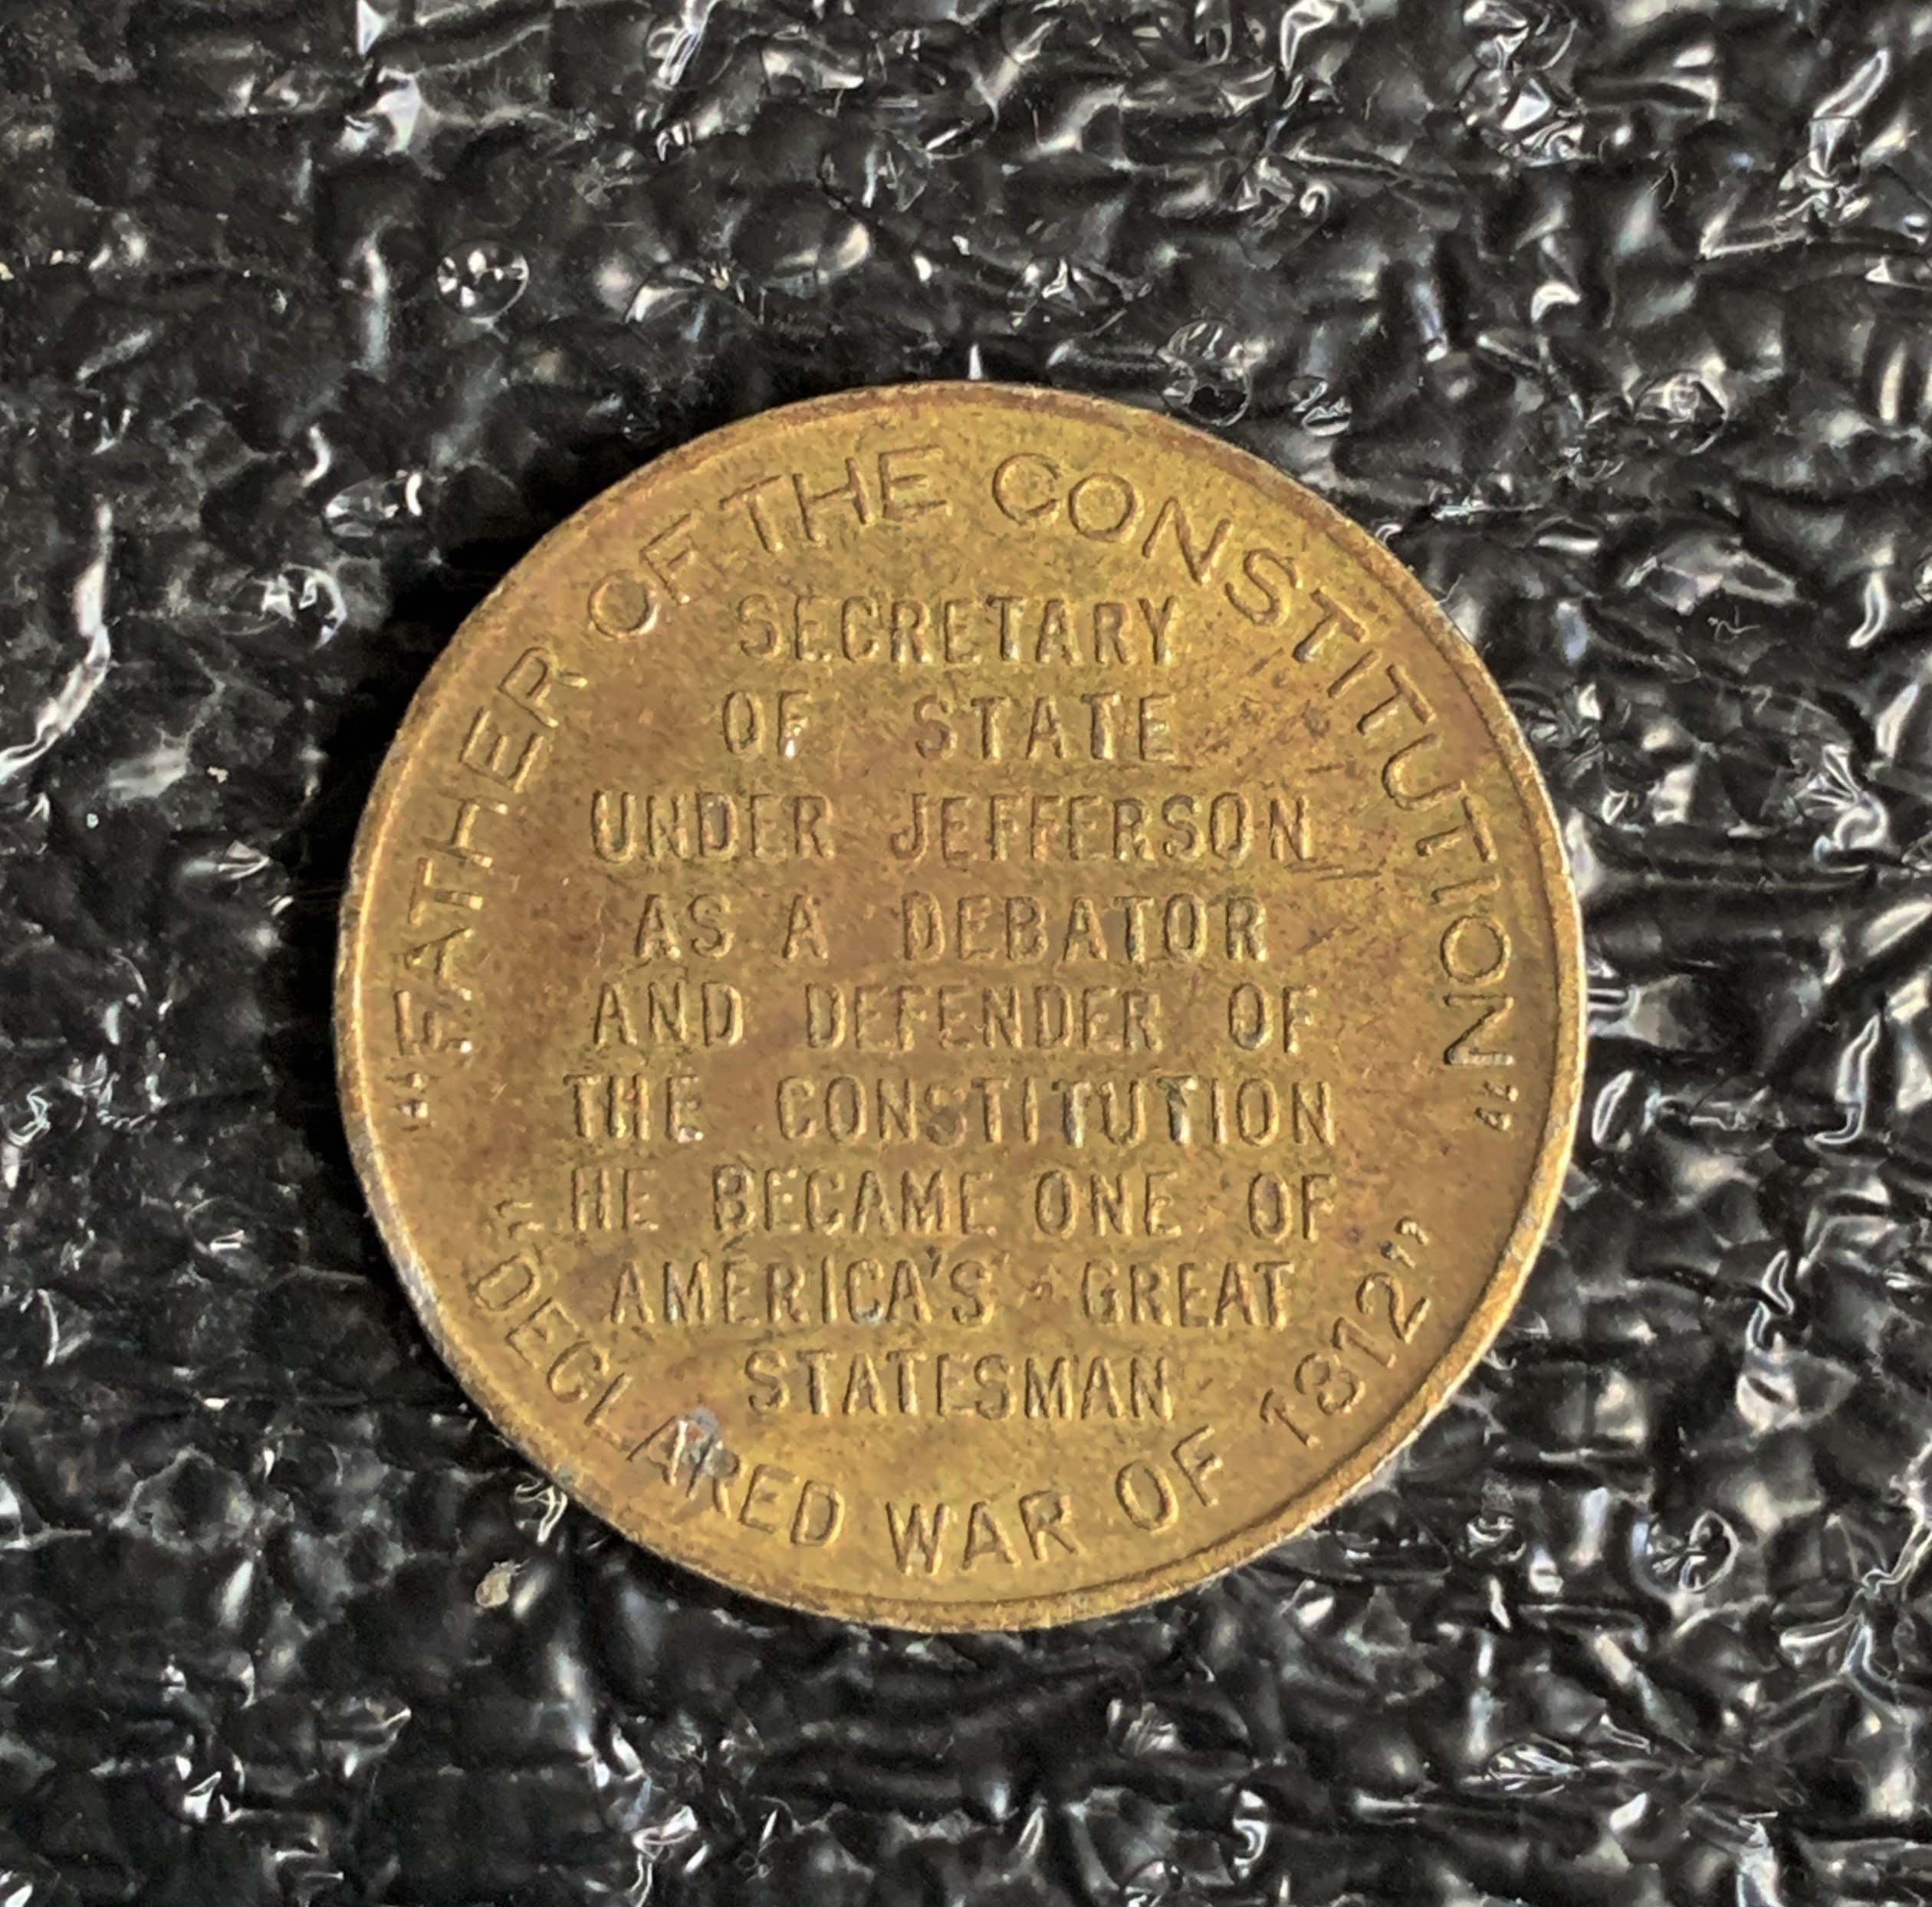 "FATHER OF THE CONSTITUTION"
SECRETARY
OF STATE
UNDER JEFFERSON
AS A DEBATOR
AND DEFENDER OF
THE CONSTITUTION
HE BECAME ONE OF
AMERICA'S GREAT
STATESMAN
"DECLARED WAR OF 1812"